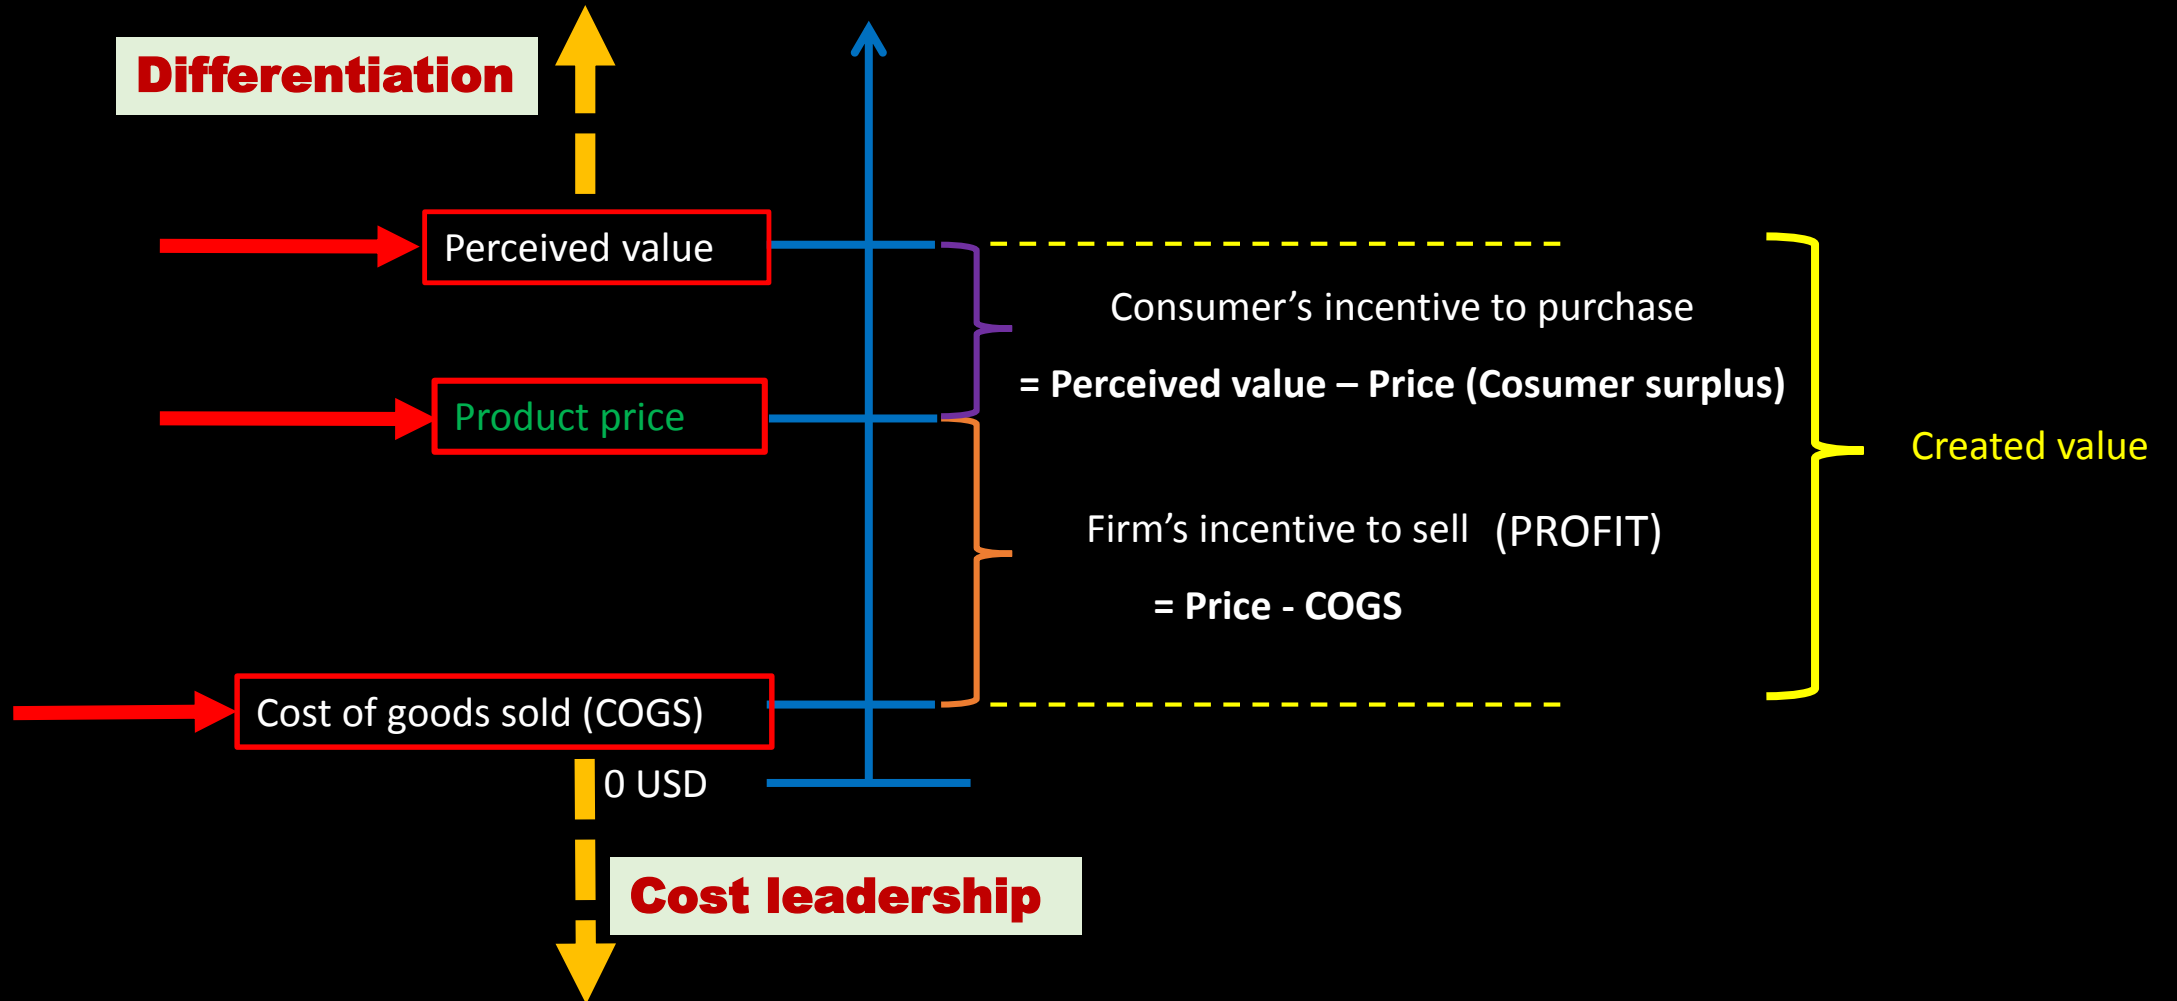 Differentiation
Perceived value
Consumer’s incentive to purchase
= Perceived value – Price (Cosumer surplus)
Product price
Created value
Firm’s incentive to sell (PROFIT)
= Price - COGS
Cost of goods sold (COGS)
0 USD
Cost leadership